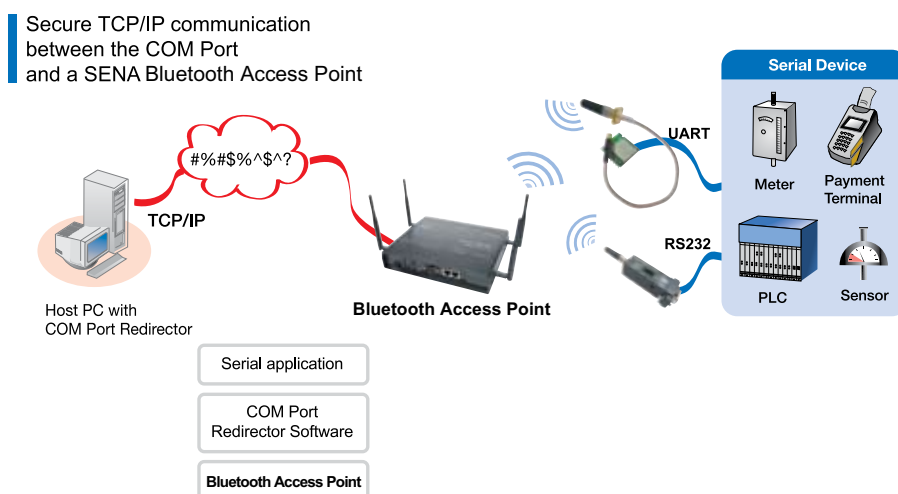 Secure TCP/IP communication
between the COM Port
and a SENA Bluetooth Access Point
Serial Device
#%#$%^$^?
UART
TCP/IP
Meter
Payment
Terminal
RS232
Bluetooth Access Point
PLC
Sensor
Host PC with
COM Port Redirector
Serial application
COM Port
Redirector Software
Bluetooth Access Point